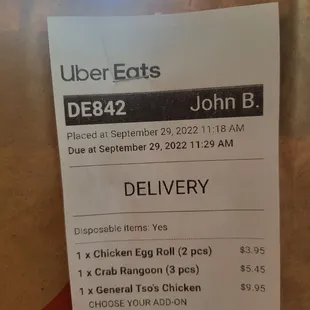 Uber Eats
DE842 John B.
Placed at September 29, 2022 11:18 AM
Due at September 29, 2022 11:29 AM
DELIVERY
Disposable items: Yes
1 x Chicken Egg Roll (2 pcs) $3.95
1 x Crab Rangoon (3 pcs) $5.45
1 x General Tso's Chicken $9.95
CHOOSE YOUR ADD-ON